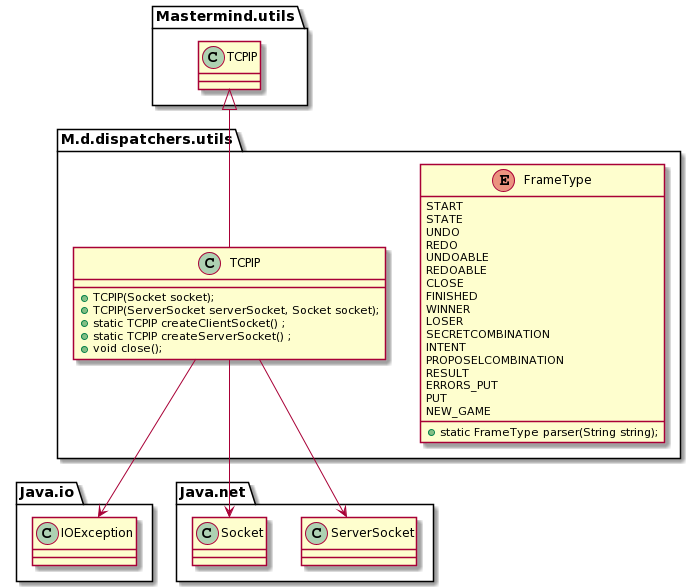 Mastermind.utils
C TCPIP
M.d.dispatchers.utils
E FrameType
START
STATE
UNDO
REDO
UNDOABLE
REDOABLE
CLOSE
FINISHED
WINNER
LOSER
SECRETCOMBINATION
INTENT
PROPOSELCOMBINATION
RESULT
ERRORS_PUT
PUT
NEW_GAME
static FrameType parser(String string);
C TCPIP
TCPIP(Socket socket);
TCPIP(ServerSocket serverSocket, Socket socket);
static TCPIP createClientSocket() ;
static TCPIP createServerSocket() ;
void close();
Java.io
C IOException
Java.net
C Socket
C ServerSocket